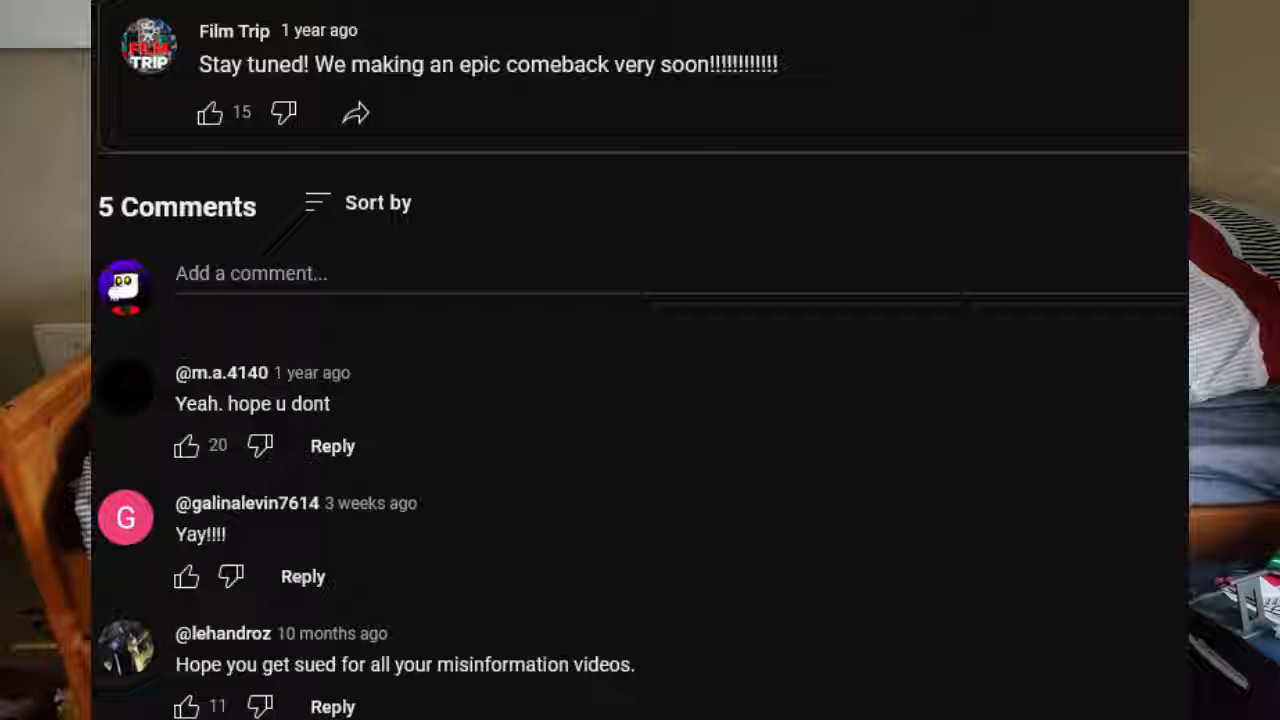 FILM
TRIP
Film Trip 1 year ago
Stay tuned! We making an epic comeback very soon!!!!!!!!!!!!
15
5 Comments Sort by
Add a comment...
@m.a.4140 1 year ago
Yeah. hope u dont
20 Reply
G
@galinalevin7614 3 weeks ago
Yay!!!!
Reply
@lehandroz 10 months ago
Hope you get sued for all your misinformation videos.
11 Reply